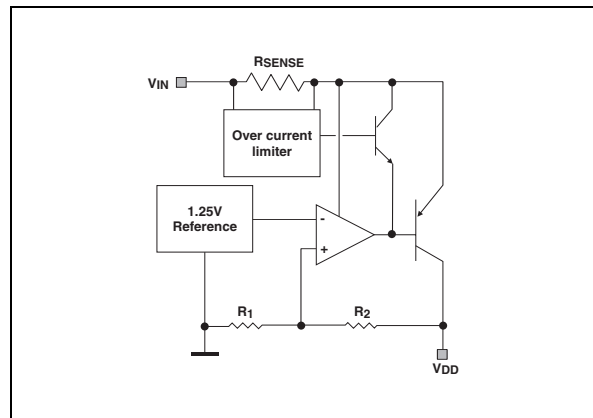 RSENSE
VIN
Over current
limiter
1.25V
Reference
-
+
R1
R2
VDD